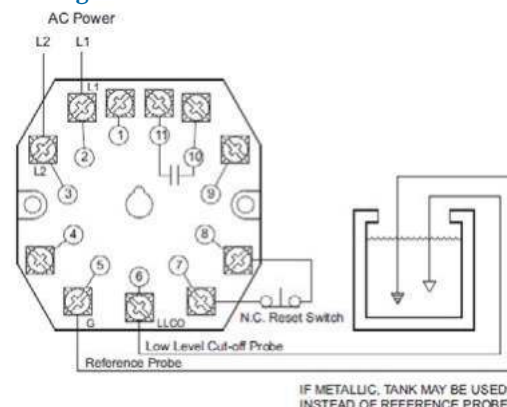 AC Power
L2 L1
L1
1
11
2
10
L2
3
9
4
8
5
6
7
G
LLCO
N.C. Reset Switch
Low Level Cut-off Probe
Reference Probe
IF METALLIC, TANK MAY BE USED
INSTEAD OF REFERENCE PROBE